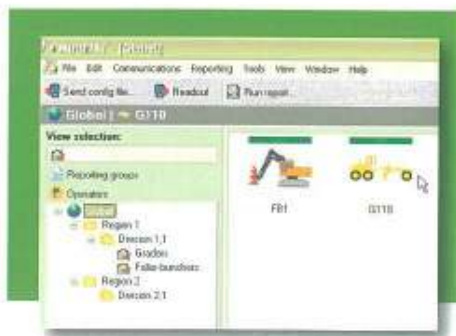 [Global]
File Edit Communications Reporting Tools View Window Help
Send config file... Readout Run report...
Global | G110
View selection:
Reporting groups
Operators
Region 1
Division 1,1
Graders
Feller-bunchers
Region 2
Division 2,1
FB1
G110